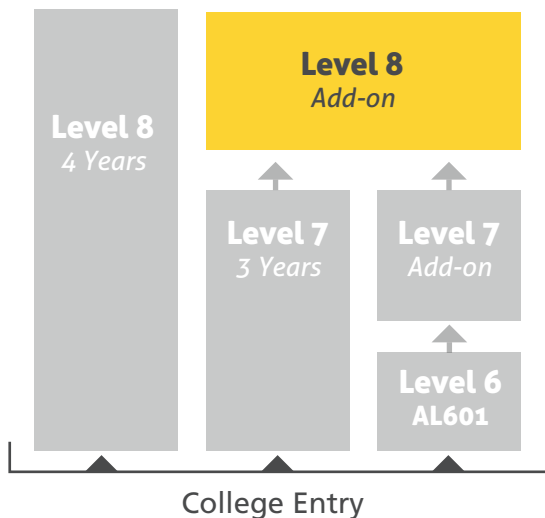 Level 8
4 Years
Level 8
Add-on
Level 7
3 Years
Level 7
Add-on
Level 6
AL601
College Entry